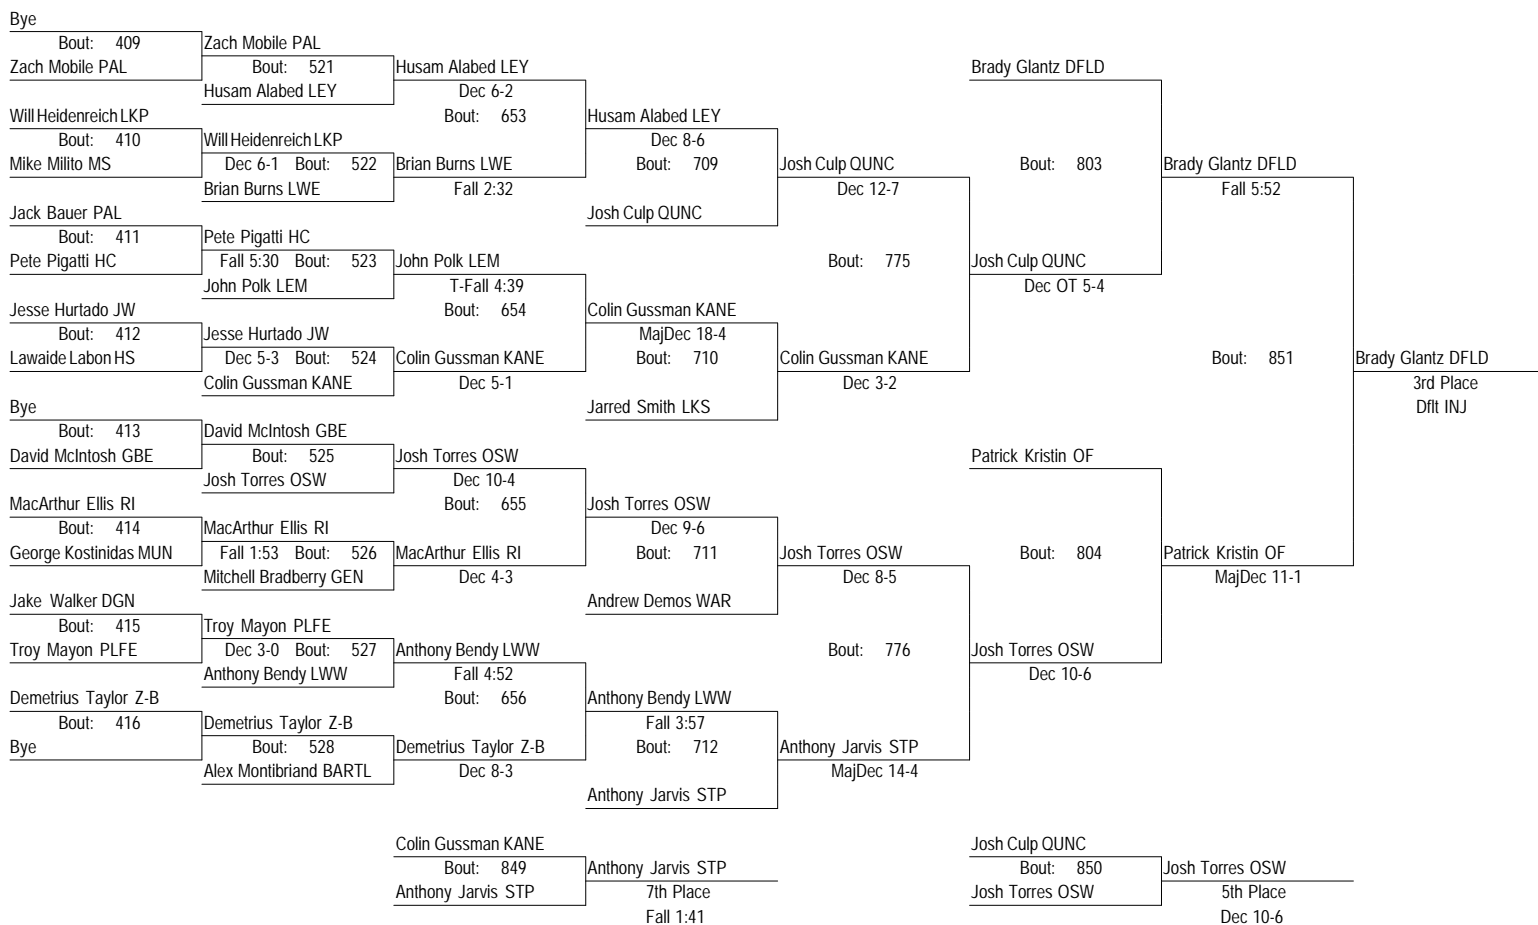 Bye
Bout: 409 Zach Mobile PAL
Zach Mobile PAL Bout: 521 Husam Alabed LEY Brady Glantz DFLD
Husam Alabed LEY Dec 6-2
Will Heidenreich LKP Bout: 653 Husam Alabed LEY
Bout: 410 Will Heidenreich LKP Dec 8-6
Mike Milito MS Dec 6-1 Bout: 522 Brian Burns LWE Bout: 709 Josh Culp QUNC Bout: 803 Brady Glantz DFLD
Brian Burns LWE Fall 2:32 Dec 12-7 Fall 5:52
Jack Bauer PAL Josh Culp QUNC
Bout: 411 Pete Pigatti HC
Pete Pigatti HC Fall 5:30 Bout: 523 John Polk LEM Bout: 775 Josh Culp QUNC
John Polk LEM T-Fall 4:39 Dec OT 5-4
Jesse Hurtado JW Bout: 654 Colin Gussman KANE
Bout: 412 Jesse Hurtado JW MajDec 18-4
Lawaide Labon HS Dec 5-3 Bout: 524 Colin Gussman KANE Bout: 710 Colin Gussman KANE Bout: 851 Brady Glantz DFLD
Colin Gussman KANE Dec 5-1 Dec 3-2 3rd Place
Bye Jarred Smith LKS Dflt INJ
Bout: 413 David McIntosh GBE
David McIntosh GBE Bout: 525 Josh Torres OSW Patrick Kristin OF
Josh Torres OSW Dec 10-4
MacArthur Ellis RI Bout: 655 Josh Torres OSW
Bout: 414 MacArthur Ellis RI Dec 9-6
George Kostinidas MUN Fall 1:53 Bout: 526 MacArthur Ellis RI Bout: 711 Josh Torres OSW Bout: 804 Patrick Kristin OF
Mitchell Bradberry GEN Dec 4-3 Dec 8-5 MajDec 11-1
Jake Walker DGN Andrew Demos WAR
Bout: 415 Troy Mayon PLFE
Troy Mayon PLFE Dec 3-0 Bout: 527 Anthony Bendy LWW Bout: 776 Josh Torres OSW
Anthony Bendy LWW Fall 4:52 Dec 10-6
Demetrius Taylor Z-B Bout: 656 Anthony Bendy LWW
Bout: 416 Demetrius Taylor Z-B Fall 3:57
Bye Bout: 528 Demetrius Taylor Z-B Bout: 712 Anthony Jarvis STP
Alex Montibriand BARTL Dec 8-3 MajDec 14-4
Anthony Jarvis STP
Colin Gussman KANE Josh Culp QUNC
Bout: 849 Anthony Jarvis STP Bout: 850 Josh Torres OSW
Anthony Jarvis STP 7th Place Josh Torres OSW 5th Place
Fall 1:41 Dec 10-6